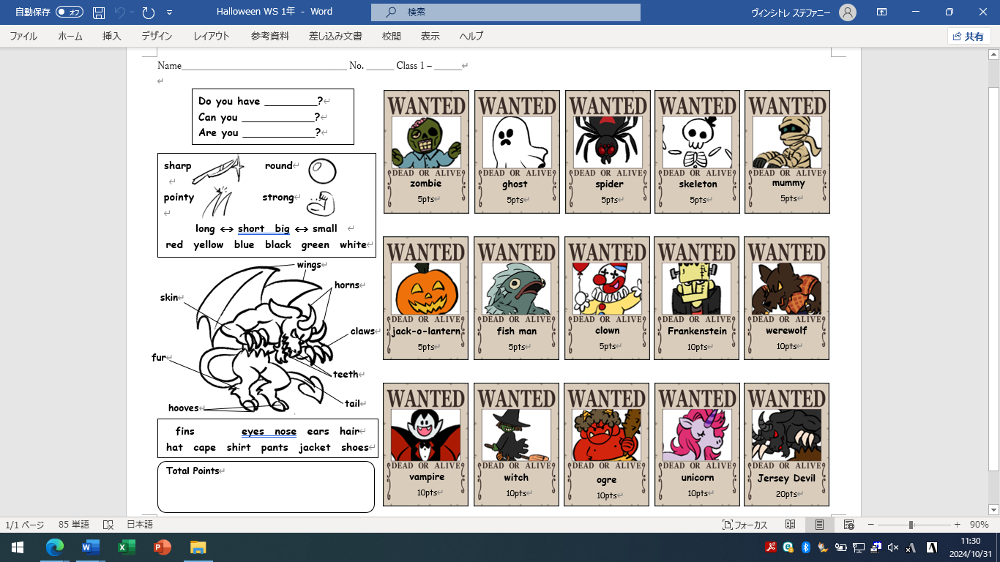 自動保存 オフ Halloween WS 1年 - Word 検索 ヴィンシトレ ステファニー
ファイル ホーム 挿入 デザイン レイアウト 参考資料 差し込み文書 校閲 表示 ヘルプ 共有
Name______________________________ No. _____ Class 1 – _____
Do you have _________?
Can you ____________?
Are you ____________?
sharp round
pointy strong
long ↔ short big ↔ small
red yellow blue black green white
wings
horns
skin
claws
fur
teeth
tail
hooves
fins eyes nose ears hair
hat cape shirt pants jacket shoes
Total Points
WANTED
DEAD OR ALIVE
zombie
5pts
WANTED
DEAD OR ALIVE
ghost
5pts
WANTED
DEAD OR ALIVE
spider
5pts
WANTED
DEAD OR ALIVE
skeleton
5pts
WANTED
DEAD OR ALIVE
mummy
5pts
WANTED
DEAD OR ALIVE
jack-o-lantern
5pts
WANTED
DEAD OR ALIVE
fish man
5pts
WANTED
DEAD OR ALIVE
clown
5pts
WANTED
DEAD OR ALIVE
Frankenstein
10pts
WANTED
DEAD OR ALIVE
werewolf
10pts
WANTED
DEAD OR ALIVE
vampire
10pts
WANTED
DEAD OR ALIVE
witch
10pts
WANTED
DEAD OR ALIVE
ogre
10pts
WANTED
DEAD OR ALIVE
unicorn
10pts
WANTED
DEAD OR ALIVE
Jersey Devil
20pts
1/1 ページ 85 単語 日本語 フォーカス 90%
11:30
2024/10/31